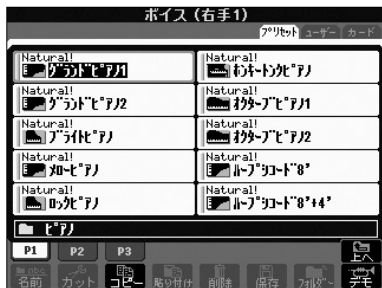 ボイス（右手1）
プリセット ユーザー カード
Natural!
グランドピアノ1
Natural!
ホンキートンクピアノ
Natural!
グランドピアノ2
Natural!
オクターブピアノ1
Natural!
ブライトピアノ
Natural!
オクターブピアノ2
Natural!
メローピアノ
Natural!
ハープシコード8'
Natural!
ロックピアノ
Natural!
ハープシコード8'+4'
ピアノ
P1 P2 P3
上へ
名前 カット コピー 貼り付け 削除 保存 フォルダー デモ